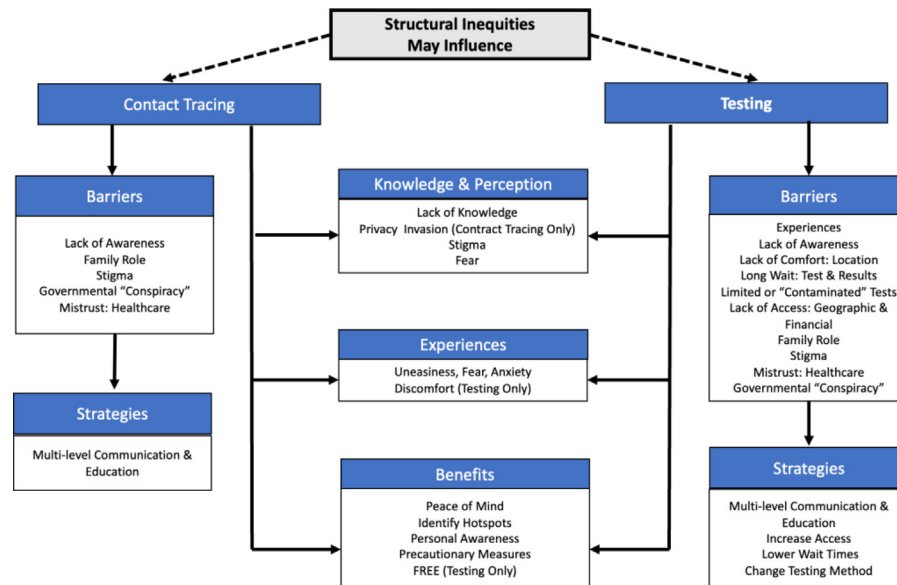 Structural Inequities
May Influence
Contact Tracing
Testing
Barriers
Lack of Awareness
Family Role
Stigma
Governmental “Conspiracy”
Mistrust: Healthcare
Strategies
Multi-level Communication &
Education
Knowledge & Perception
Lack of Knowledge
Privacy Invasion (Contract Tracing Only)
Stigma
Fear
Experiences
Uneasiness, Fear, Anxiety
Discomfort (Testing Only)
Benefits
Peace of Mind
Identify Hotspots
Personal Awareness
Precautionary Measures
FREE (Testing Only)
Barriers
Experiences
Lack of Awareness
Lack of Comfort: Location
Long Wait: Test & Results
Limited or “Contaminated” Tests
Lack of Access: Geographic &
Financial
Family Role
Stigma
Mistrust: Healthcare
Governmental “Conspiracy”
Strategies
Multi-level Communication &
Education
Increase Access
Lower Wait Times
Change Testing Method